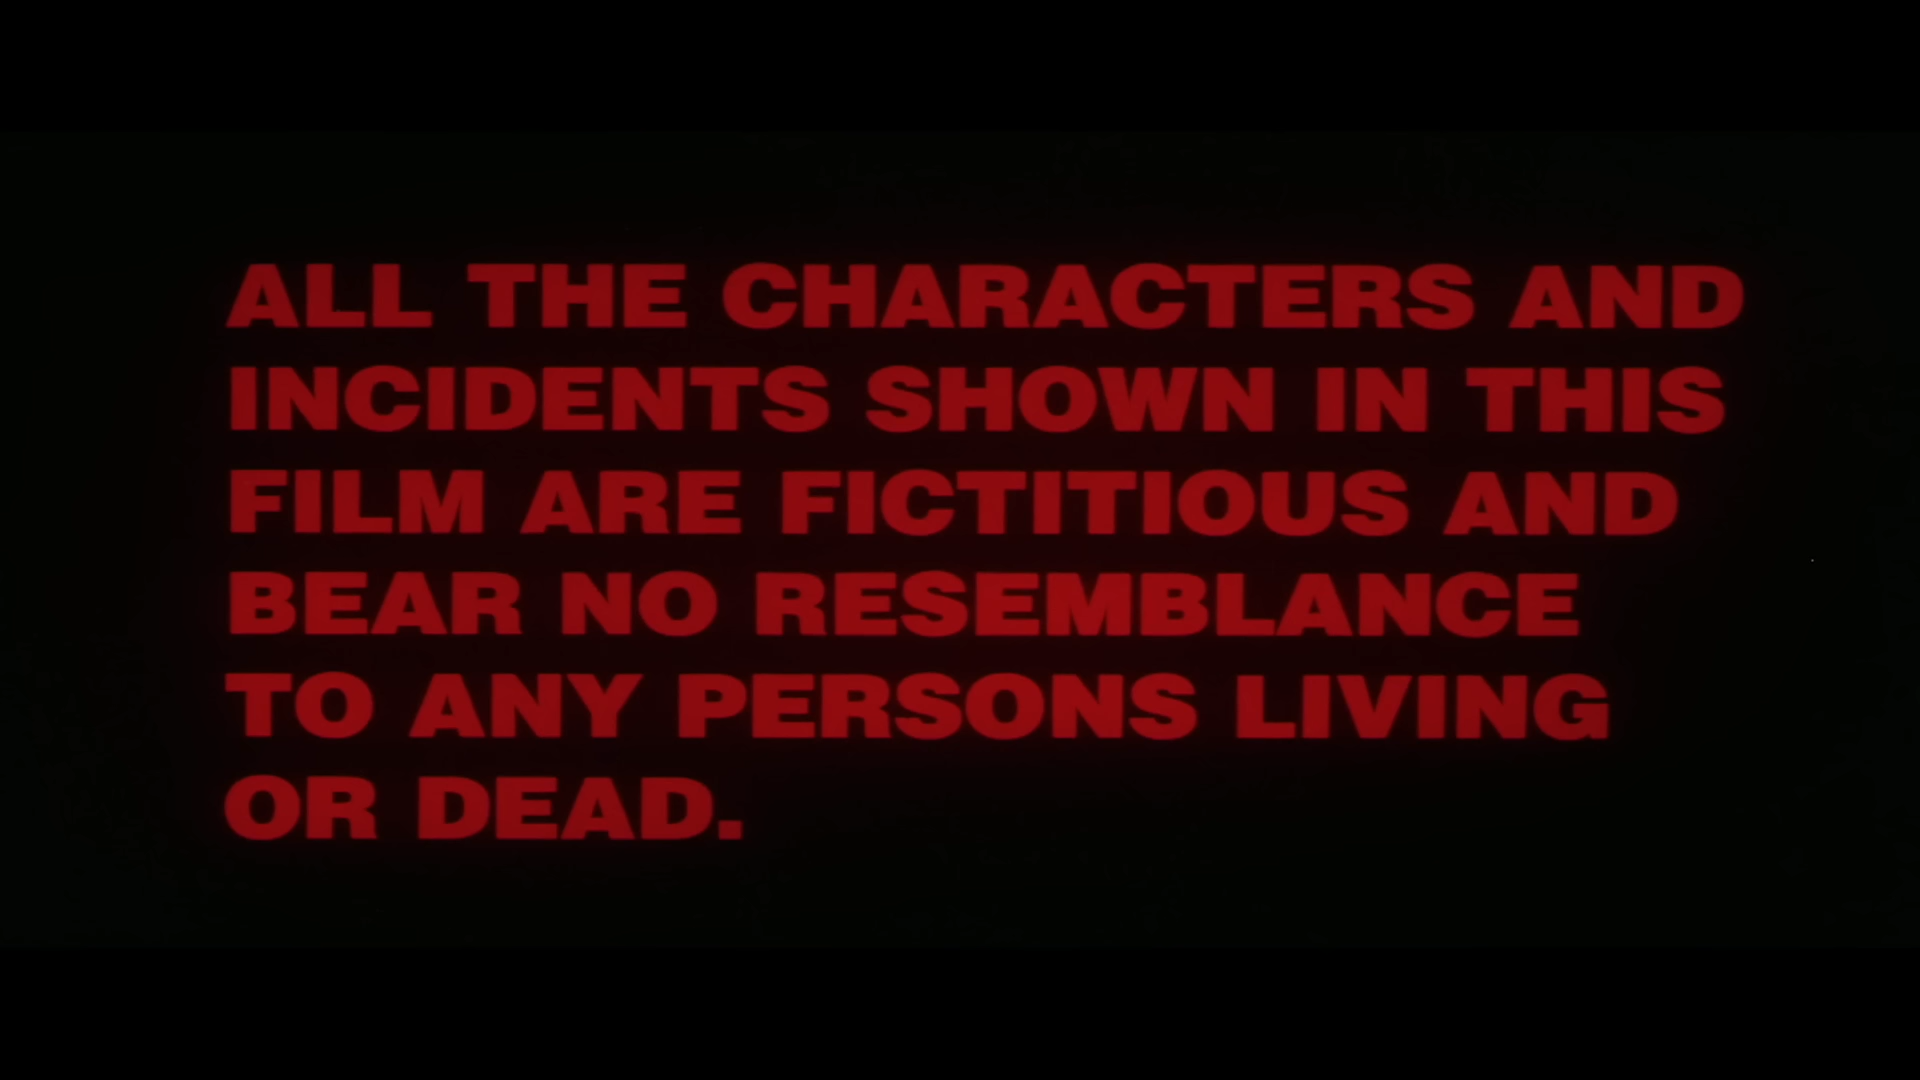 ALL THE CHARACTERS AND
INCIDENTS SHOWN IN THIS
FILM ARE FICTITIOUS AND
BEAR NO RESEMBLANCE
TO ANY PERSONS LIVING
OR DEAD.